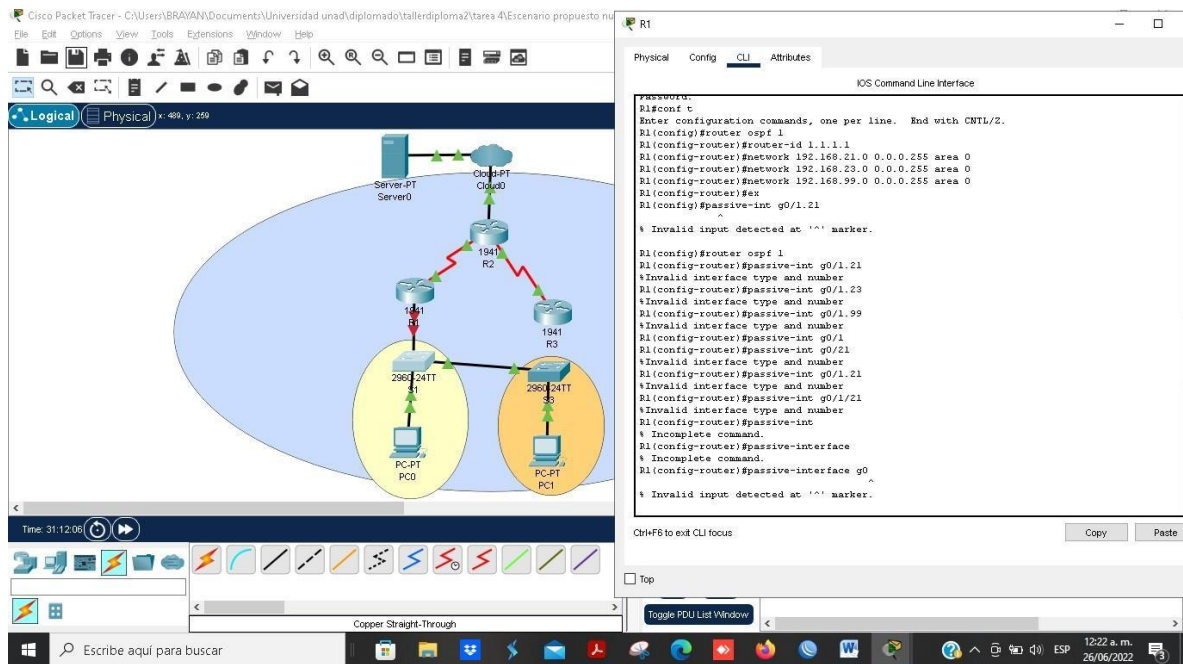 Cisco Packet Tracer - C:\Users\BRAYAN\Documents\Universidad unad\diplomado\tallerdiploma2\tarea 4\Escenario propuesto nu
File Edit Options View Tools Extensions Window Help
Logical
Physical
x: 489, y: 259
Server-PT
Server0
Cloud-PT
Cloud0
1941
R2
1941
R1
1941
R3
2960-24TT
S1
2960-24TT
S3
PC-PT
PC0
PC-PT
PC1
Time: 31:12:06
Copper Straight-Through
R1
Physical Config CLI Attributes
IOS Command Line Interface
Password:
R1#conf t
Enter configuration commands, one per line. End with CNTL/Z.
R1(config)#router ospf 1
R1(config-router)#router-id 1.1.1.1
R1(config-router)#network 192.168.21.0 0.0.0.255 area 0
R1(config-router)#network 192.168.23.0 0.0.0.255 area 0
R1(config-router)#network 192.168.99.0 0.0.0.255 area 0
R1(config-router)#ex
R1(config)#passive-int g0/1.21
^
% Invalid input detected at '^' marker.
R1(config)#router ospf 1
R1(config-router)#passive-int g0/1.21
%Invalid interface type and number
R1(config-router)#passive-int g0/1.23
%Invalid interface type and number
R1(config-router)#passive-int g0/1.99
%Invalid interface type and number
R1(config-router)#passive-int g0/1
R1(config-router)#passive-int g0/21
%Invalid interface type and number
R1(config-router)#passive-int g0/1.21
%Invalid interface type and number
R1(config-router)#passive-int g0/1/21
%Invalid interface type and number
R1(config-router)#passive-int
% Incomplete command.
R1(config-router)#passive-interface
% Incomplete command.
R1(config-router)#passive-interface g0
^
% Invalid input detected at '^' marker.
Ctrl+F6 to exit CLI focus
Copy
Paste
Top
Toggle PDU List Window
Escribe aquí para buscar
ESP
12:22 a. m.
26/06/2022